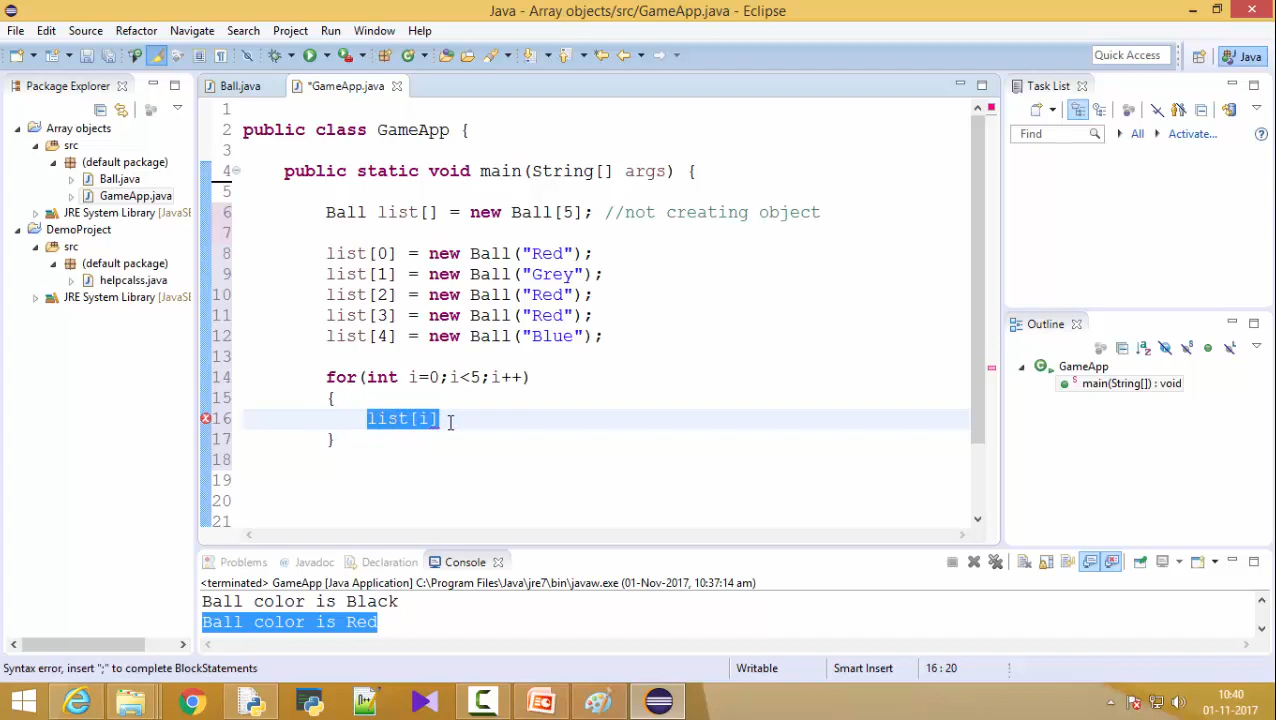 Java - Array objects/src/GameApp.java - Eclipse
File Edit Source Refactor Navigate Search Project Run Window Help
Quick Access Java
Package Explorer
Array objects
src
(default package)
Ball.java
GameApp.java
JRE System Library [JavaSE
DemoProject
src
(default package)
helpcalss.java
JRE System Library [JavaSE
Ball.java *GameApp.java
1
2 public class GameApp {
3
4 public static void main(String[] args) {
5
6 Ball list[] = new Ball[5]; //not creating object
7
8 list[0] = new Ball("Red");
9 list[1] = new Ball("Grey");
10 list[2] = new Ball("Red");
11 list[3] = new Ball("Red");
12 list[4] = new Ball("Blue");
13
14 for(int i=0;i<5;i++)
15 {
16 list[i]
17 }
18
19
20
21
Task List
Find All Activate...
Outline
GameApp
main(String[]) : void
Problems Javadoc Declaration Console
<terminated> GameApp [Java Application] C:\Program Files\Java\jre7\bin\javaw.exe (01-Nov-2017, 10:37:14 am)
Ball color is Black
Ball color is Red
Syntax error, insert ";" to complete BlockStatements Writable Smart Insert 16 : 20
10:40
01-11-2017